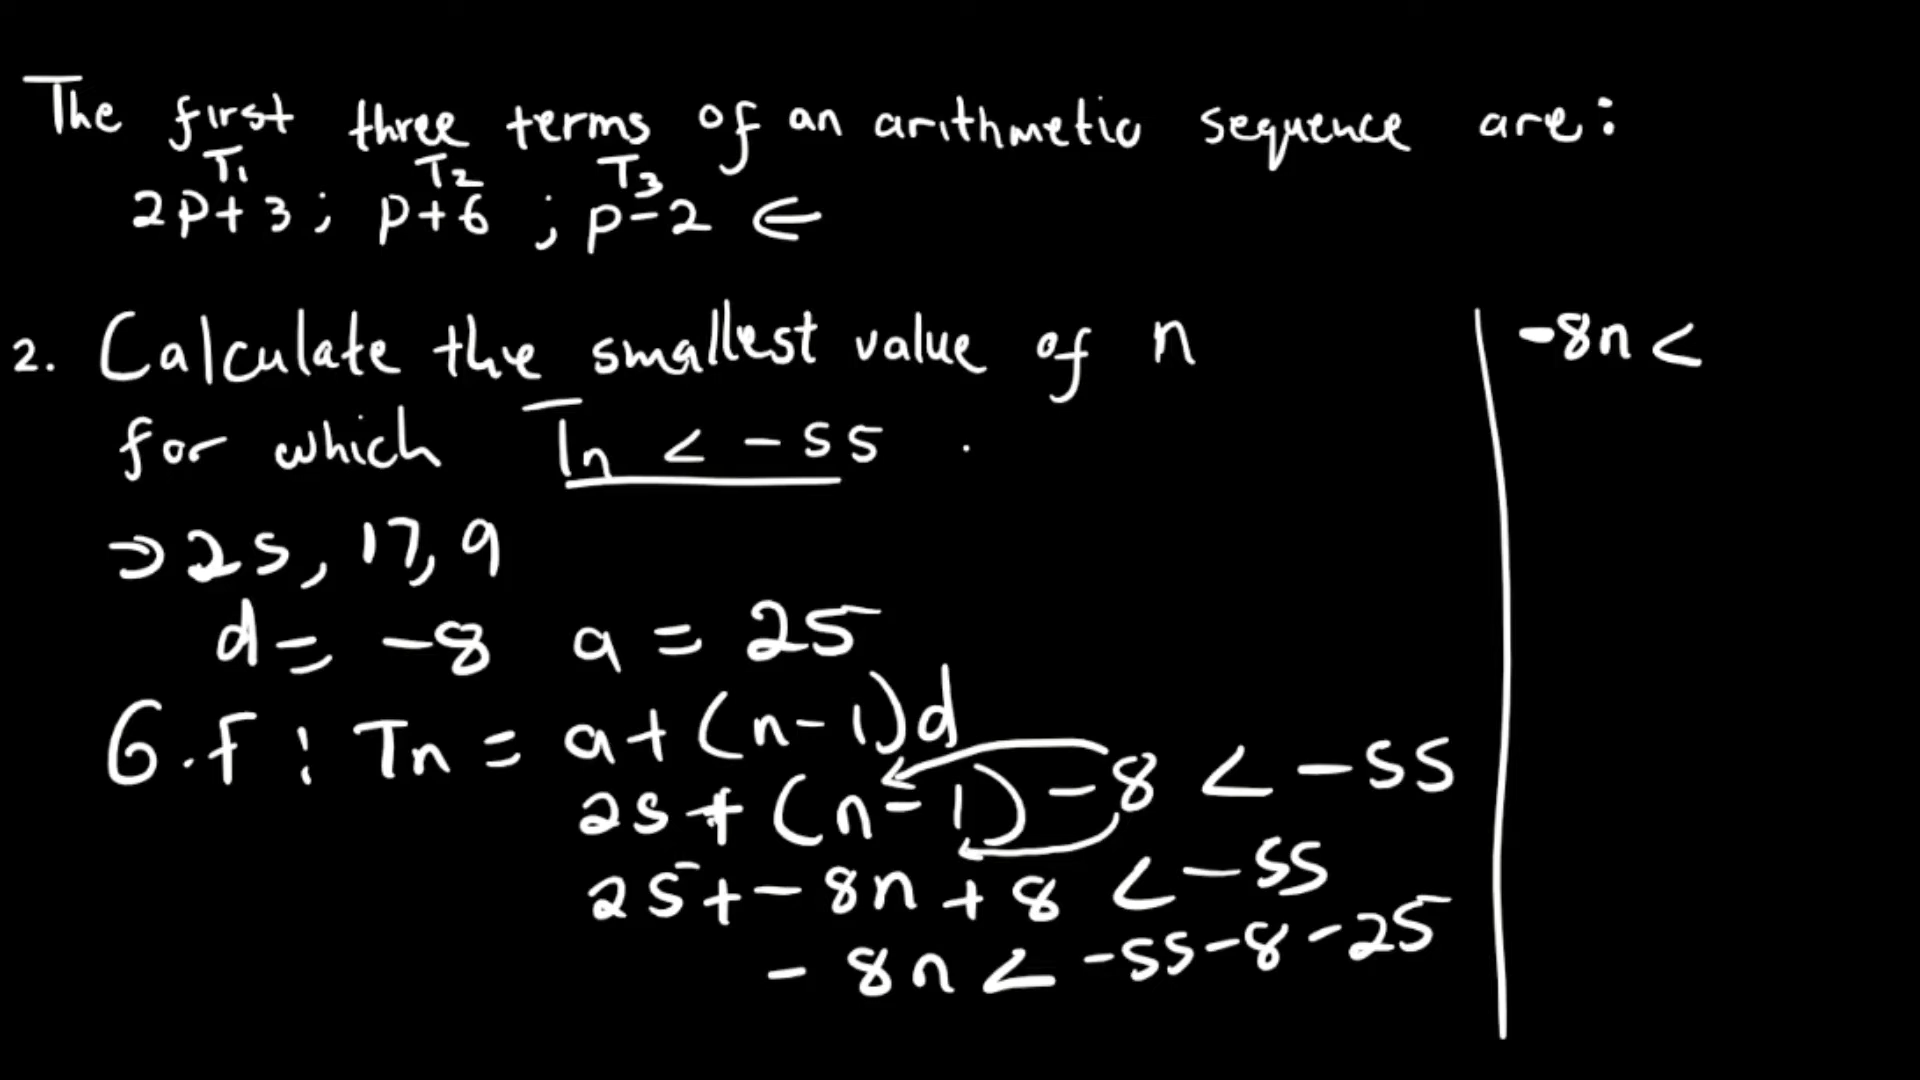 The first three terms of an arithmetic sequence are:
T1 T2 T3
2p+3; p+6; p-2 ∈
2. Calculate the smallest value of n
for which Tn < -55.
⇒ 25, 17, 9
d = -8 a = 25
G.F: Tn = a+(n-1)d
25+(n-1)-8 < -55
25+-8n+8 < -55
-8n < -55-8-25
-8n <